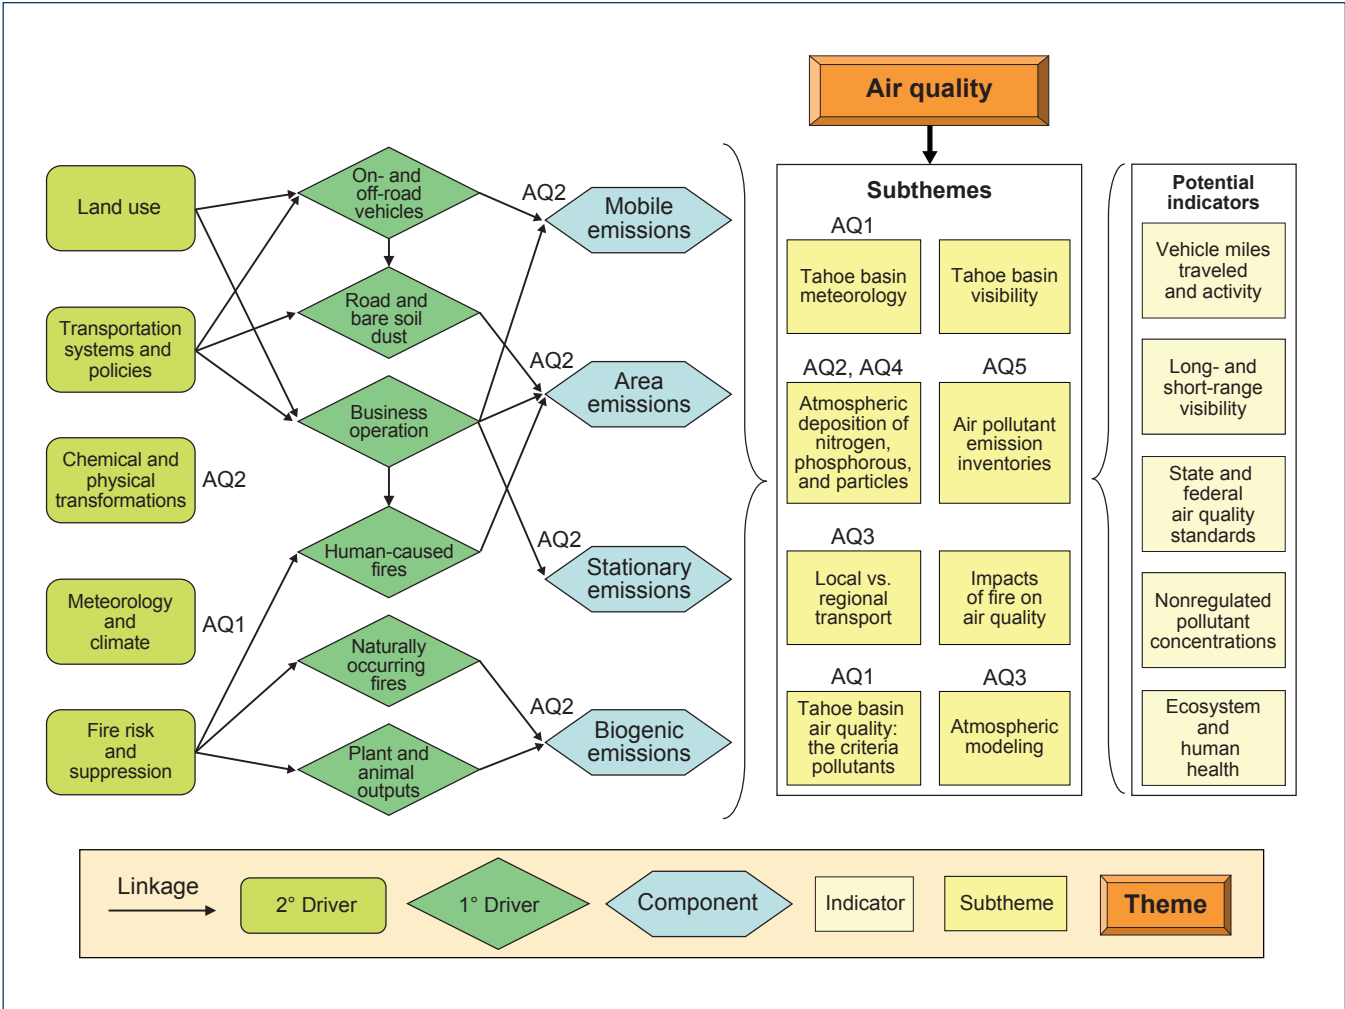 Air quality
Land use
Transportation
systems and
policies
Chemical and
physical
transformations
AQ2
Meteorology
and
climate
AQ1
Fire risk
and
suppression
On- and
off-road
vehicles
Road and
bare soil
dust
Business
operation
Human-caused
fires
Naturally
occurring
fires
Plant and
animal
outputs
AQ2
Mobile
emissions
AQ2
Area
emissions
AQ2
Stationary
emissions
AQ2
Biogenic
emissions
Subthemes
AQ1
Tahoe basin
meteorology
Tahoe basin
visibility
AQ2, AQ4
Atmospheric
deposition of
nitrogen,
phosphorous,
and particles
AQ5
Air pollutant
emission
inventories
AQ3
Local vs.
regional
transport
Impacts
of fire on
air quality
AQ1
Tahoe basin
air quality:
the criteria
pollutants
AQ3
Atmospheric
modeling
Potential
indicators
Vehicle miles
traveled
and activity
Long- and
short-range
visibility
State and
federal
air quality
standards
Nonregulated
pollutant
concentrations
Ecosystem
and
human
health
Linkage
2° Driver
1° Driver
Component
Indicator
Subtheme
Theme